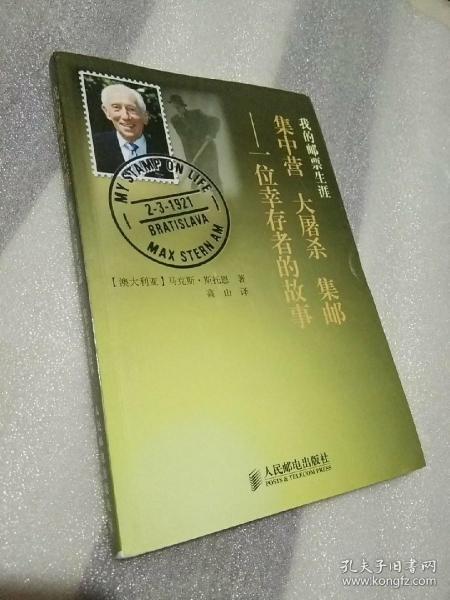 我的邮票生涯
集中营 大屠杀 集邮
——一位幸存者的故事
MY STAMP ON LIFE
2-3-1921
BRATISLAVA
MAX STERN AM
【澳大利亚】马克斯·斯托恩 著
高山 译
人民邮电出版社
POSTS & TELECOM PRESS
孔夫子旧书网
www.kongfz.com